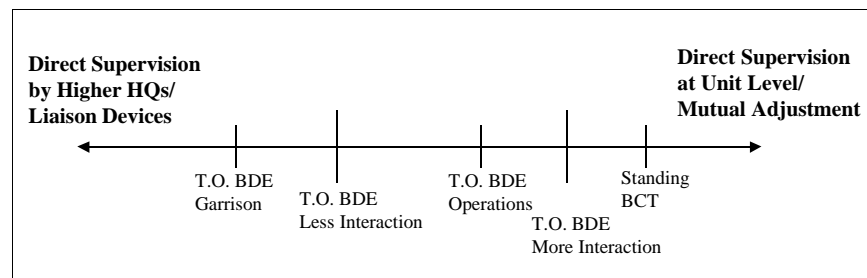 Direct Supervision
by Higher HQs/
Liaison Devices
Direct Supervision
at Unit Level/
Mutual Adjustment
T.O. BDE
Garrison
T.O. BDE
Less Interaction
T.O. BDE
Operations
T.O. BDE
More Interaction
Standing
BCT